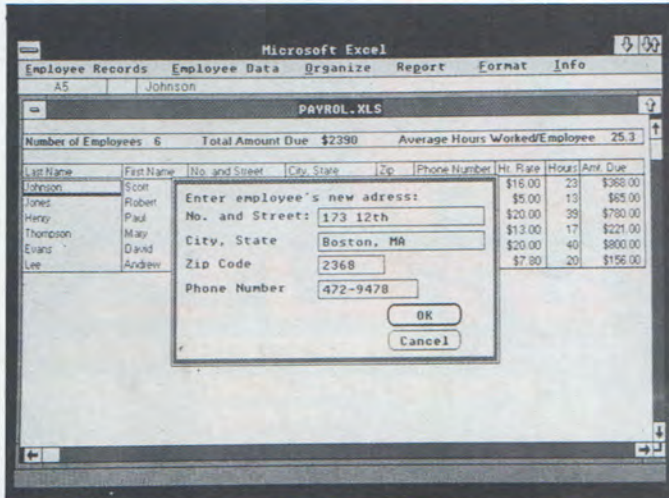 Microsoft Excel
Employee Records Employee Data Organize Report Format Info
A5 Johnson
PAYROL.XLS
Number of Employees 6 Total Amount Due $2390 Average Hours Worked/Employee 25.3
Last Name First Name No. and Street City, State Zip Phone Number Hr. Rate Hours Amt. Due
Johnson Scott $16.00 23 $368.00
Jones Robert $5.00 13 $65.00
Henry Paul $20.00 39 $780.00
Thompson Mary $13.00 17 $221.00
Evans David $20.00 40 $800.00
Lee Andrew $7.80 20 $156.00
Enter employee's new adress:
No. and Street: 173 12th
City, State Boston, MA
Zip Code 2368
Phone Number 472-9478
OK
Cancel